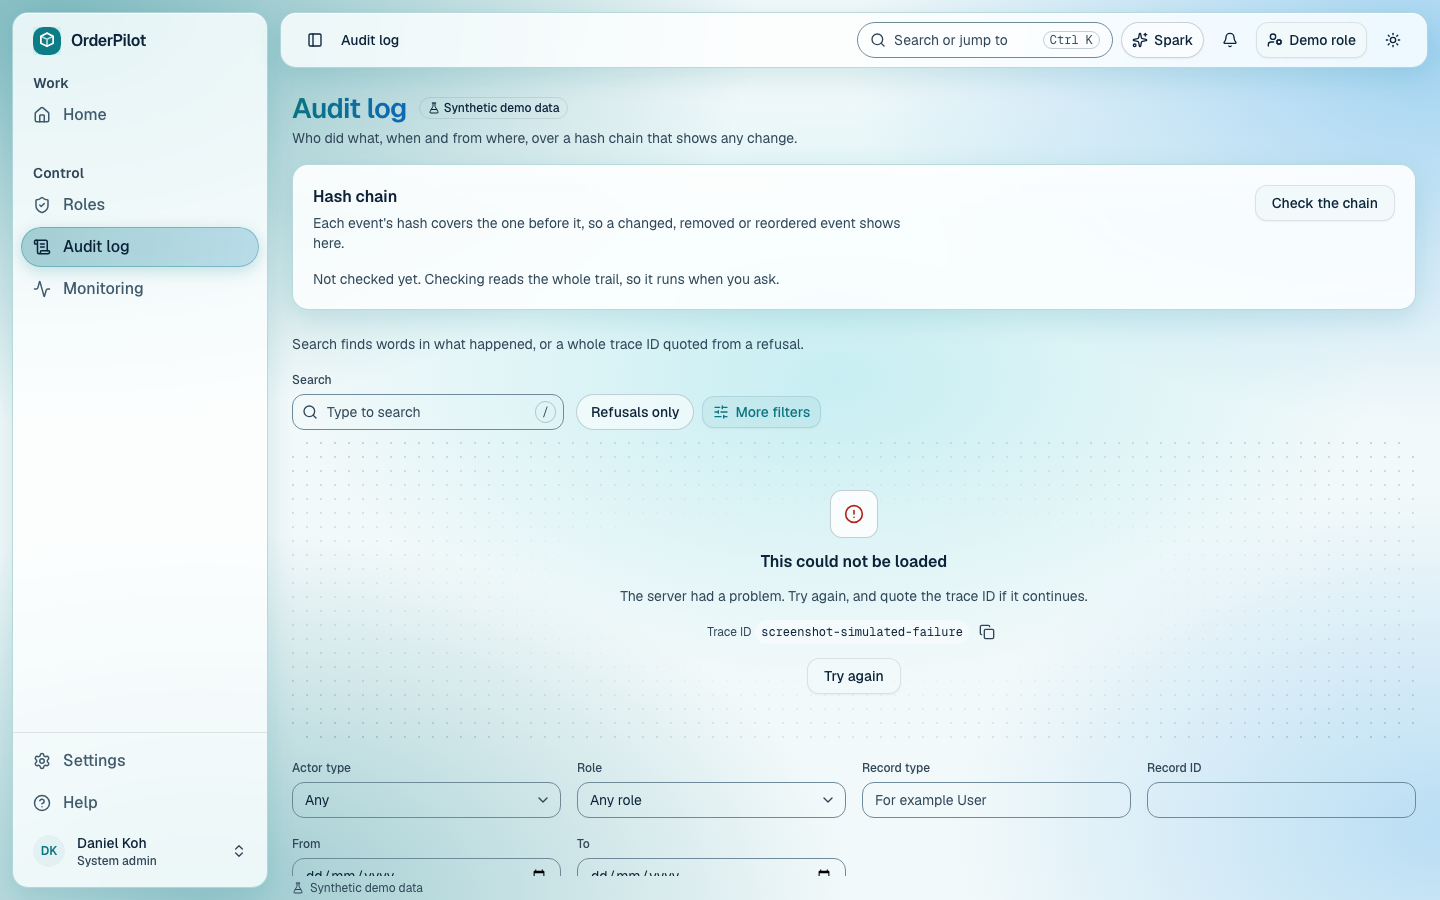 OrderPilot
Work
Home
Control
Roles
Audit log
Monitoring
Settings
Help
DK
Daniel Koh
System admin
Audit log
Search or jump to
Ctrl K
Spark
Demo role
Audit log
Synthetic demo data
Who did what, when and from where, over a hash chain that shows any change.
Hash chain
Check the chain
Each event's hash covers the one before it, so a changed, removed or reordered event shows
here.
Not checked yet. Checking reads the whole trail, so it runs when you ask.
Search finds words in what happened, or a whole trace ID quoted from a refusal.
Search
Type to search
/
Refusals only
More filters
This could not be loaded
The server had a problem. Try again, and quote the trace ID if it continues.
Trace ID screenshot-simulated-failure
Try again
Actor type
Role
Record type
Record ID
Any
Any role
For example User
From
To
dd/mm/yyyy
dd/mm/yyyy
Synthetic demo data